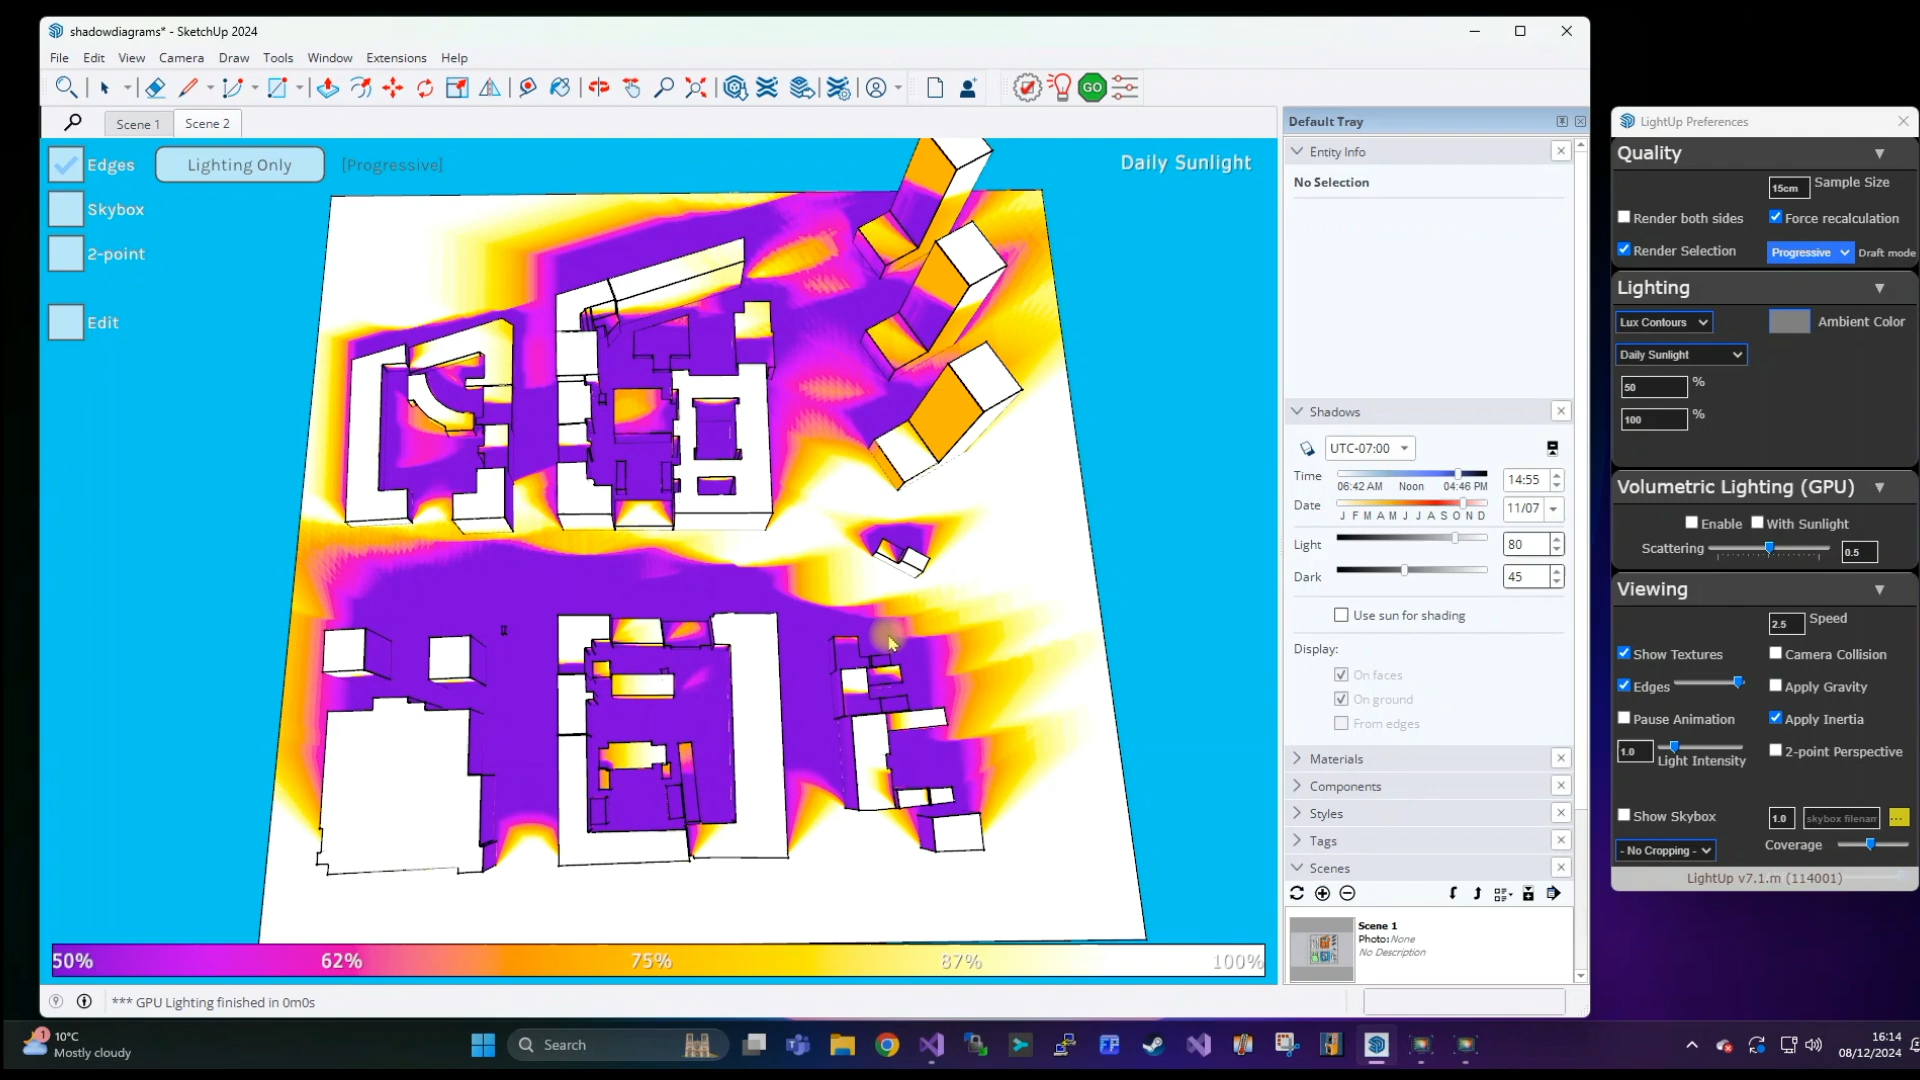 shadowdiagrams* - SketchUp 2024
File Edit View Camera Draw Tools Window Extensions Help
GO
Scene 1 Scene 2
Edges Lighting Only [Progressive] Daily Sunlight
Skybox
2-point
Edit
50% 62% 75% 87% 100%
*** GPU Lighting finished in 0m0s
Default Tray
Entity Info
No Selection
Shadows
UTC-07:00
Time 06:42 AM Noon 04:46 PM 14:55
Date J F M A M J J A S O N D 11/07
Light 80
Dark 45
Use sun for shading
Display:
On faces
On ground
From edges
Materials
Components
Styles
Tags
Scenes
Scene 1
Photo: None
No Description
LightUp Preferences
Quality
15cm Sample Size
Render both sides Force recalculation
Render Selection Progressive Draft mode
Lighting
Lux Contours Ambient Color
Daily Sunlight
50 %
100 %
Volumetric Lighting (GPU)
Enable With Sunlight
Scattering 0.5
Viewing
2.5 Speed
Show Textures Camera Collision
Edges Apply Gravity
Pause Animation Apply Inertia
1.0 Light Intensity 2-point Perspective
Show Skybox 1.0 skybox filenam ...
- No Cropping - Coverage
LightUp v7.1.m (114001)
1
10°C
Mostly cloudy
Search
FP
16:14
08/12/2024